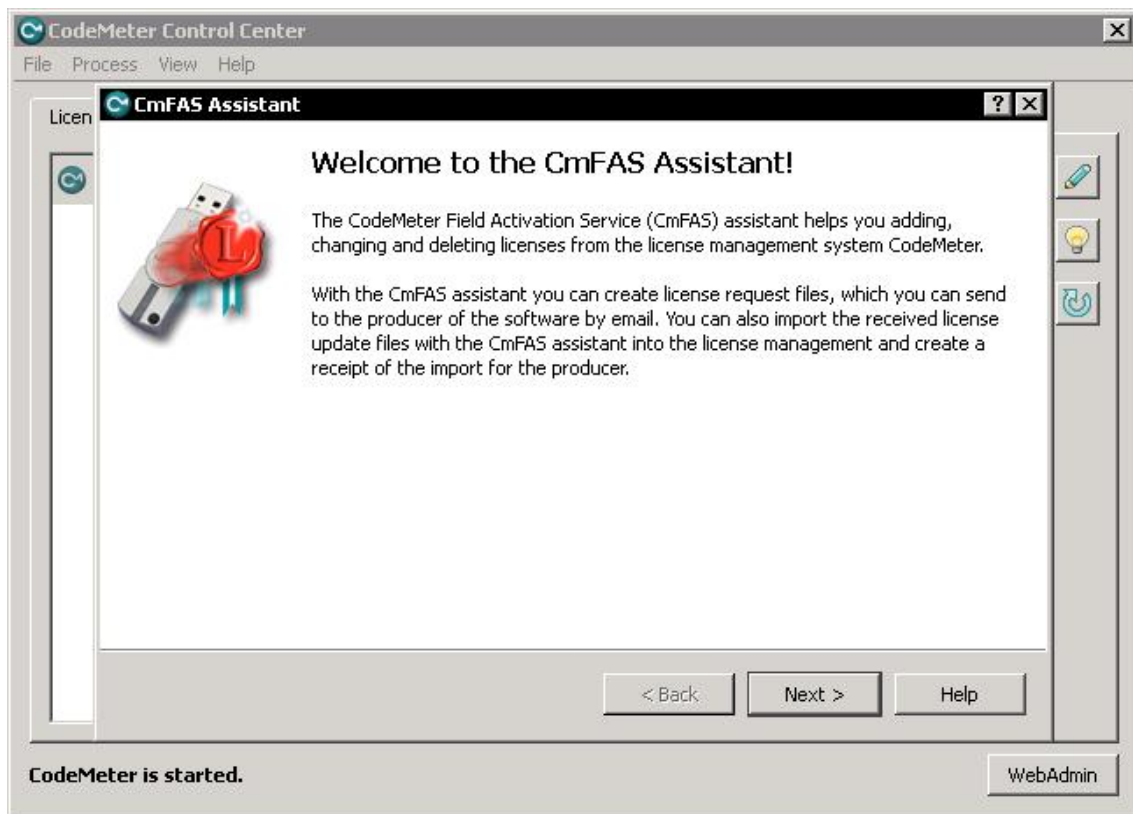 CodeMeter Control Center
File Process View Help
Licen
CmFAS Assistant
Welcome to the CmFAS Assistant!
The CodeMeter Field Activation Service (CmFAS) assistant helps you adding,
changing and deleting licenses from the license management system CodeMeter.
With the CmFAS assistant you can create license request files, which you can send
to the producer of the software by email. You can also import the received license
update files with the CmFAS assistant into the license management and create a
receipt of the import for the producer.
< Back Next > Help
CodeMeter is started.
WebAdmin